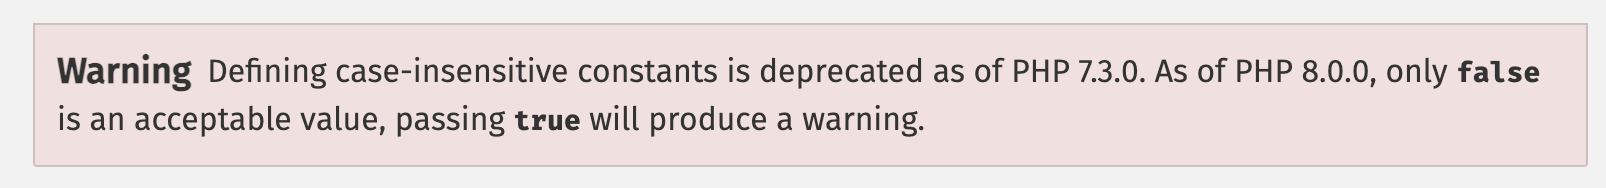 Warning Defining case-insensitive constants is deprecated as of PHP 7.3.0. As of PHP 8.0.0, only false
is an acceptable value, passing true will produce a warning.